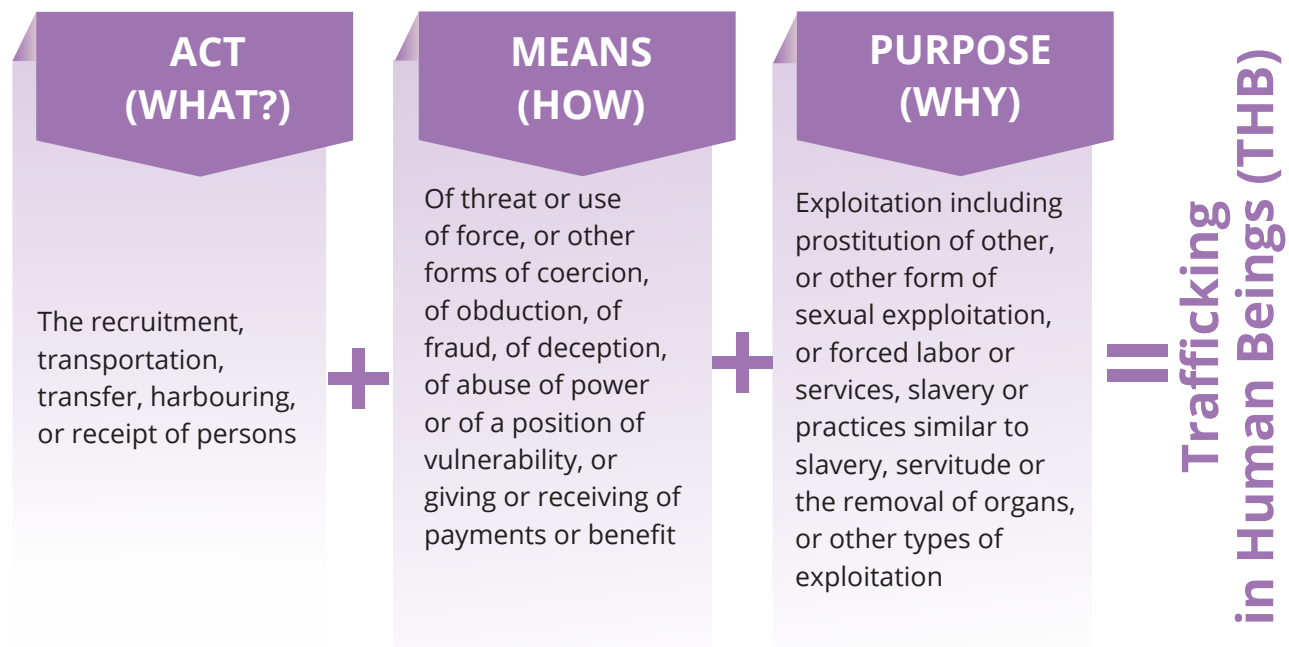 ACT
(WHAT?)
The recruitment,
transportation,
transfer, harbouring,
or receipt of persons
+
MEANS
(HOW)
Of threat or use
of force, or other
forms of coercion,
of obduction, of
fraud, of deception,
of abuse of power
or of a position of
vulnerability, or
giving or receiving of
payments or benefit
+
PURPOSE
(WHY)
Exploitation including
prostitution of other,
or other form of
sexual expploitation,
or forced labor or
services, slavery or
practices similar to
slavery, servitude or
the removal of organs,
or other types of
exploitation
=
Trafficking
in Human Beings (THB)